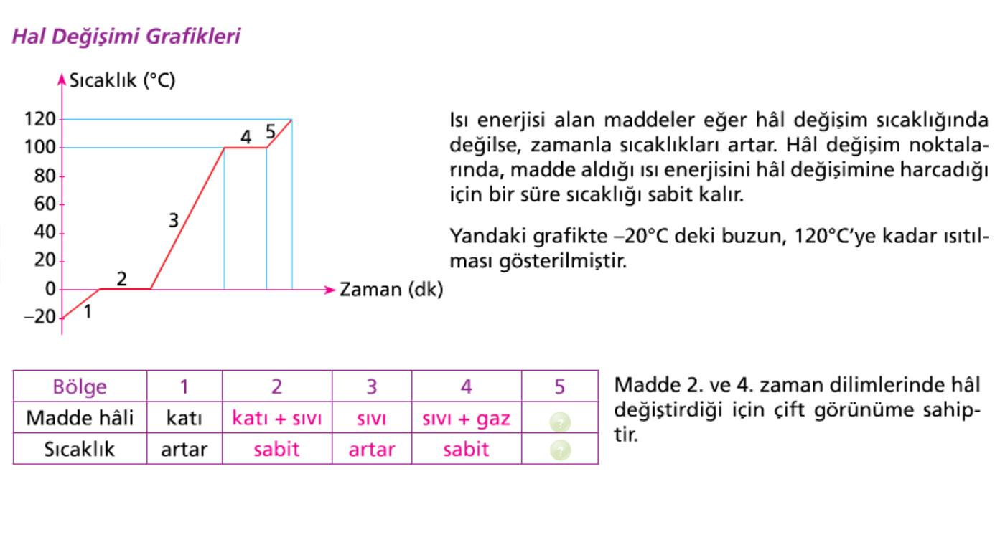 Hal Değişimi Grafikleri
Sıcaklık (°C)
120
100
80
60
40
20
0
–20
1
2
3
4
5
Zaman (dk)
Isı enerjisi alan maddeler eğer hâl değişim sıcaklığında
değilse, zamanla sıcaklıkları artar. Hâl değişim noktala-
rında, madde aldığı ısı enerjisini hâl değişimine harcadığı
için bir süre sıcaklığı sabit kalır.
Yandaki grafikte –20°C deki buzun, 120°C’ye kadar ısıtıl-
ması gösterilmiştir.
Bölge 1 2 3 4 5
Madde hâli katı katı + sıvı sıvı sıvı + gaz ?
Sıcaklık artar sabit artar sabit ?
Madde 2. ve 4. zaman dilimlerinde hâl
değiştirdiği için çift görünüme sahip-
tir.